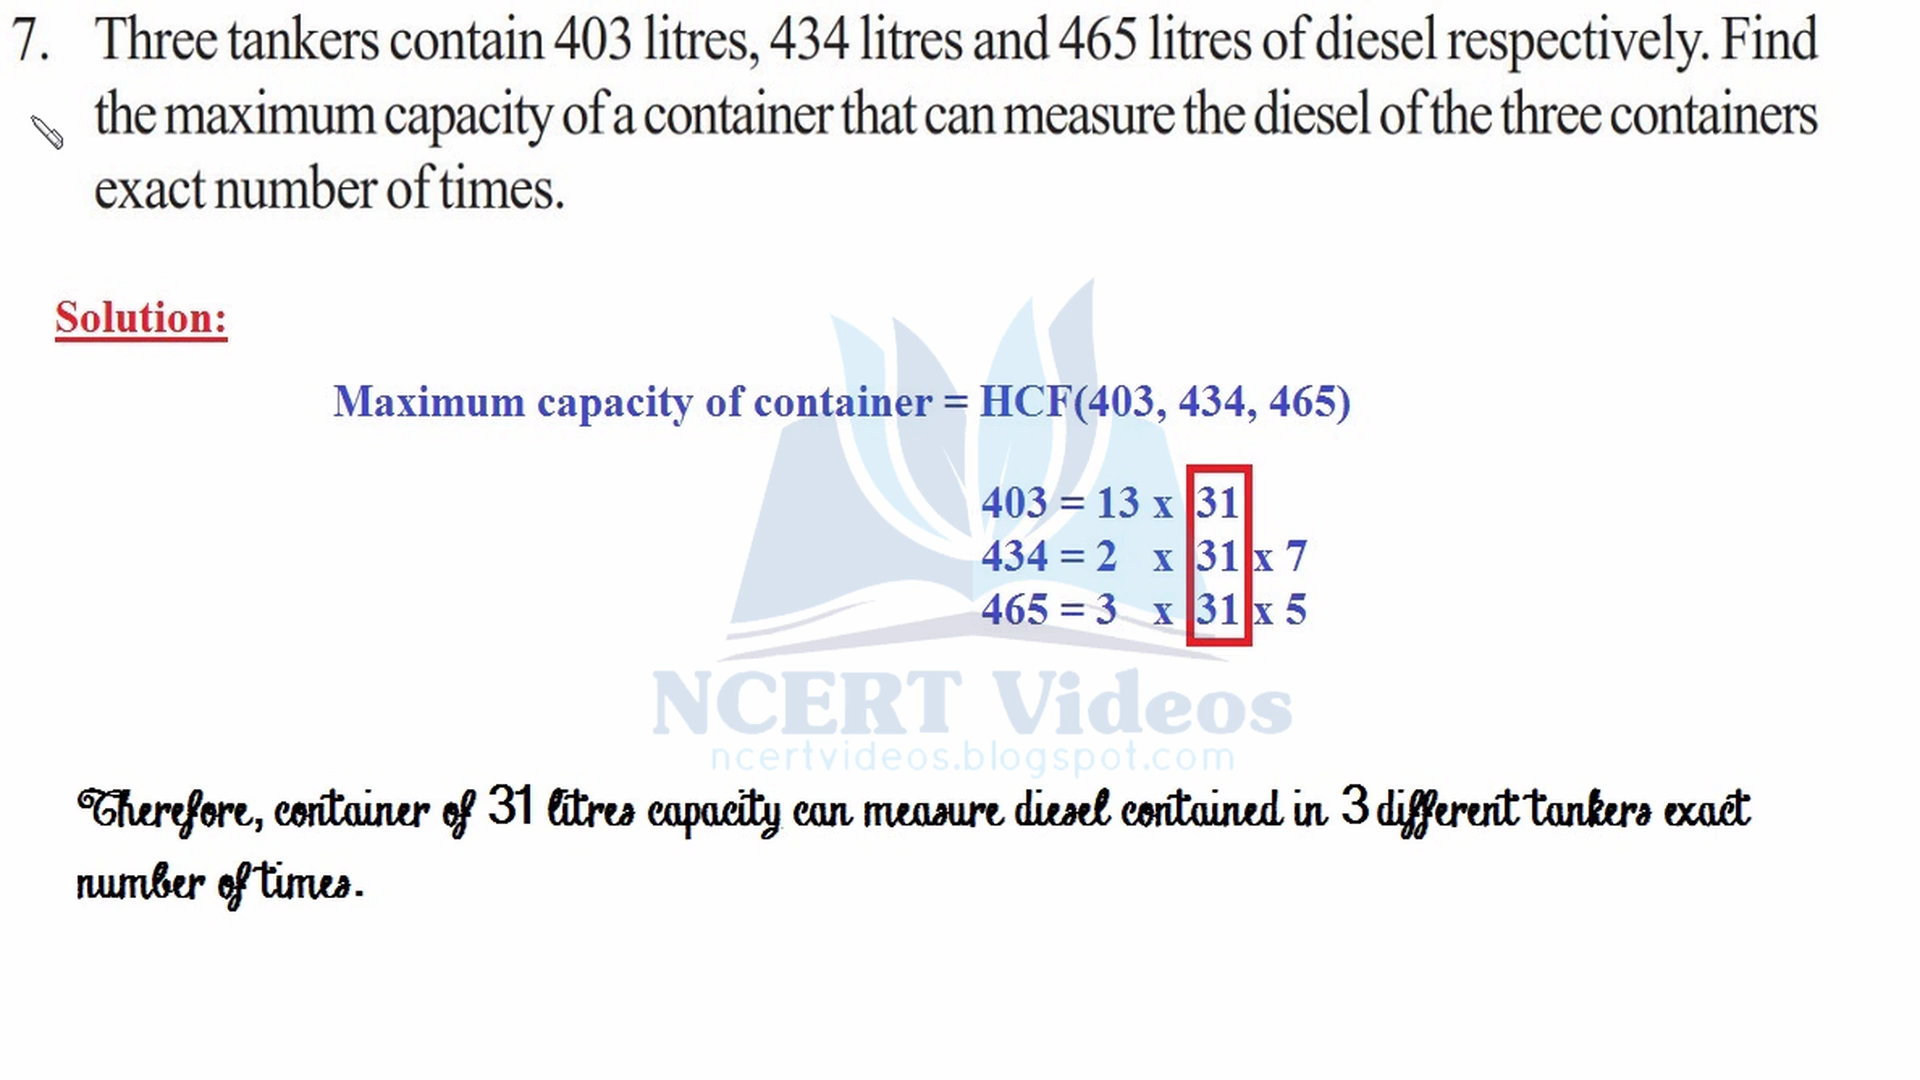 7. Three tankers contain 403 litres, 434 litres and 465 litres of diesel respectively. Find
the maximum capacity of a container that can measure the diesel of the three containers
exact number of times.
Solution:
Maximum capacity of container = HCF(403, 434, 465)
403 = 13 x 31
434 = 2 x 31 x 7
465 = 3 x 31 x 5
NCERT Videos
ncertvideos.blogspot.com
Therefore, container of 31 litres capacity can measure diesel contained in 3 different tankers exact
number of times.